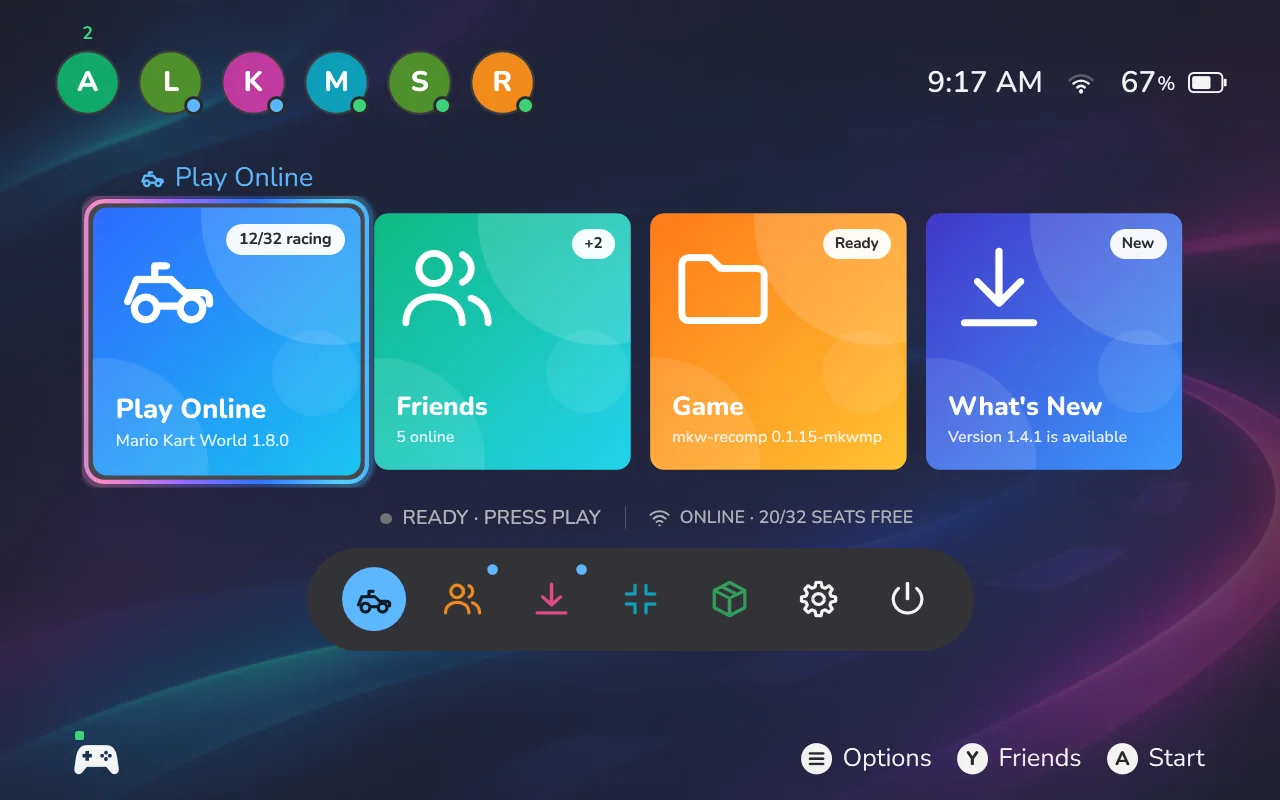 2
A L K M S R
9:17 AM 67%
Play Online
12/32 racing
Play Online
Mario Kart World 1.8.0
+2
Friends
5 online
Ready
Game
mkw-recomp 0.1.15-mkwmp
New
What's New
Version 1.4.1 is available
READY · PRESS PLAY
ONLINE · 20/32 SEATS FREE
Options
Y Friends
A Start